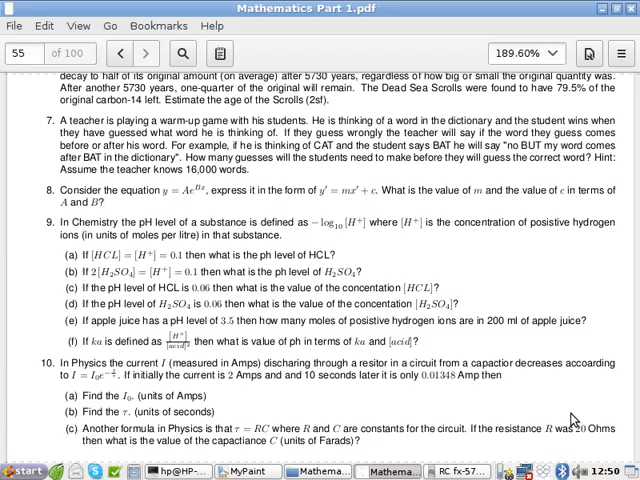 Mathematics Part 1.pdf
File Edit View Go Bookmarks Help
55 of 100 189.60%
decay to half of its original amount (on average) after 5730 years, regardless of how big or small the original quantity was.
After another 5730 years, one-quarter of the original will remain. The Dead Sea Scrolls were found to have 79.5% of the
original carbon-14 left. Estimate the age of the Scrolls (2sf).
7. A teacher is playing a warm-up game with his students. He is thinking of a word in the dictionary and the student wins when
they have guessed what word he is thinking of. If they guess wrongly the teacher will say if the word they guess comes
before or after his word. For example, if he is thinking of CAT and the student says BAT he will say "no BUT my word comes
after BAT in the dictionary". How many guesses will the students need to make before they will guess the correct word? Hint:
Assume the teacher knows 16,000 words.
8. Consider the equation y = Ae^{Bx}, express it in the form of y′ = mx′ + c. What is the value of m and the value of c in terms of
A and B?
9. In Chemistry the pH level of a substance is defined as −log₁₀ [H⁺] where [H⁺] is the concentration of posistive hydrogen
ions (in units of moles per litre) in that substance.
(a) If [HCL] = [H⁺] = 0.1 then what is the ph level of HCL?
(b) If 2 [H₂SO₄] = [H⁺] = 0.1 then what is the ph level of H₂SO₄?
(c) If the pH level of HCL is 0.06 then what is the value of the concentation [HCL]?
(d) If the pH level of H₂SO₄ is 0.06 then what is the value of the concentation [H₂SO₄]?
(e) If apple juice has a pH level of 3.5 then how many moles of posistive hydrogen ions are in 200 ml of apple juice?
(f) If ka is defined as [H⁺]/[acid]² then what is value of ph in terms of ka and [acid]?
10. In Physics the current I (measured in Amps) discharing through a resitor in a circuit from a capactior decreases accoarding
to I = I₀e^{−t/τ}. If initially the current is 2 Amps and and 10 seconds later it is only 0.01348 Amp then
(a) Find the I₀. (units of Amps)
(b) Find the τ. (units of seconds)
(c) Another formula in Physics is that τ = RC where R and C are constants for the circuit. If the resistance R was 20 Ohms
then what is the value of the capactiance C (units of Farads)?
start hp@HP-... MyPaint Mathema... Mathema... RC fx-57... 12:50